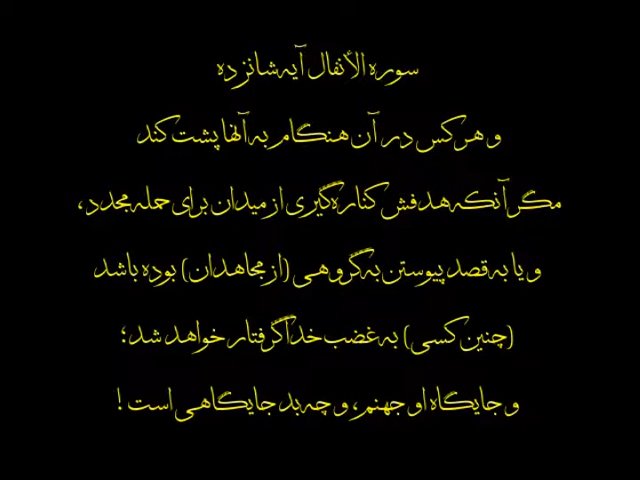 سوره الأنفال آیه شانزده
و هر کس در آن هنگام به آنها پشت کند
مگر آنکه هدفش کناره‌گیری از میدان برای حمله مجدد،
و یا به قصد پیوستن به گروهی (از مجاهدان) بوده باشد
(چنین کسی) به غضب خدا گرفتار خواهد شد؛
و جایگاه او جهنم، و چه بد جایگاهی است !